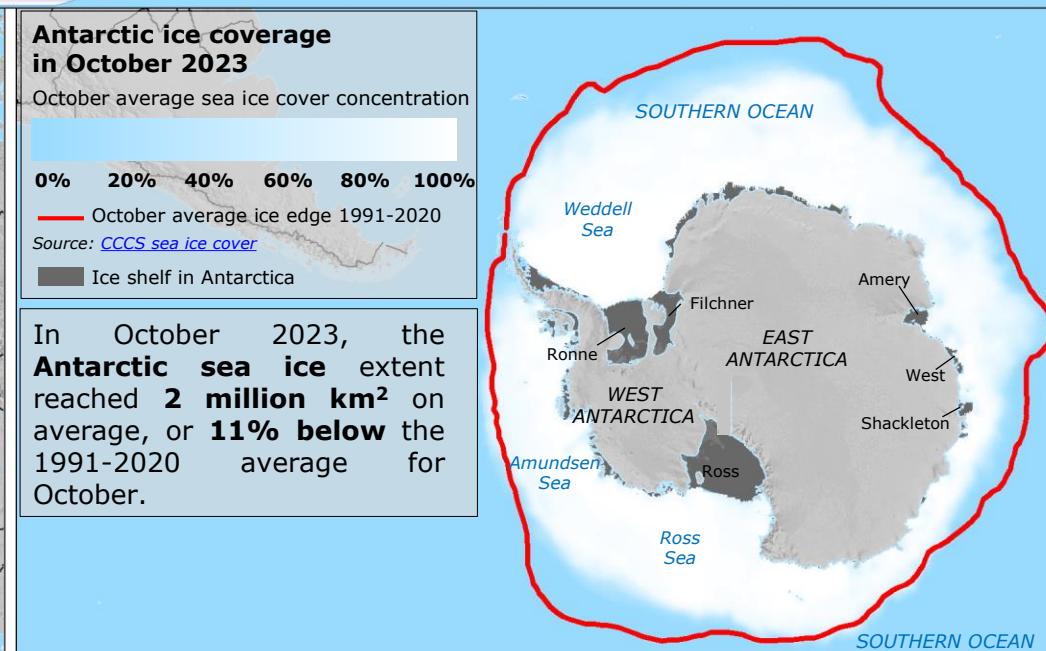 Antarctic ice coverage
in October 2023
October average sea ice cover concentration
0% 20% 40% 60% 80% 100%
October average ice edge 1991-2020
Source: CCCS sea ice cover
Ice shelf in Antarctica
In October 2023, the
Antarctic sea ice extent
reached 2 million km² on
average, or 11% below the
1991-2020 average for
October.
SOUTHERN OCEAN
Weddell
Sea
Amery
Filchner
Ronne
EAST
ANTARCTICA
West
WEST
ANTARCTICA
Shackleton
Amundsen
Sea
Ross
Ross
Sea
SOUTHERN OCEAN